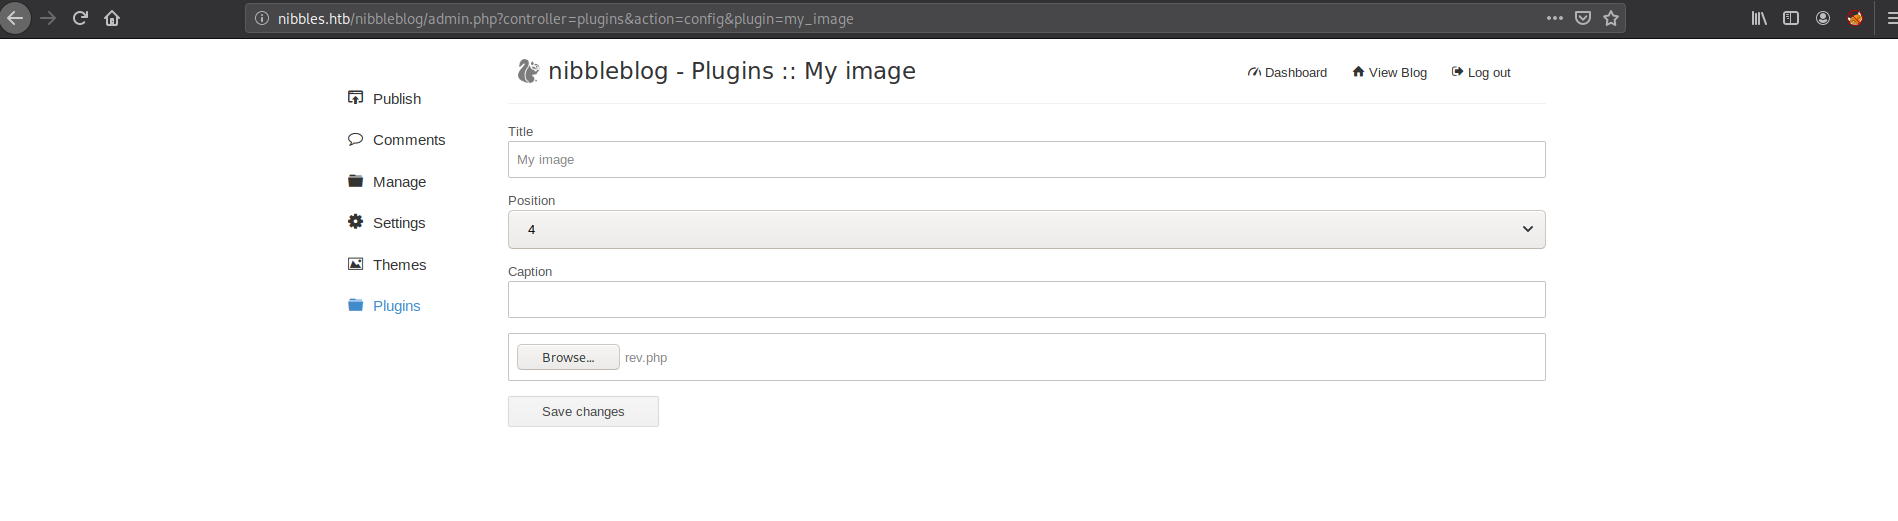 nibbles.htb/nibbleblog/admin.php?controller=plugins&action=config&plugin=my_image
nibbleblog - Plugins :: My image
Dashboard View Blog Log out
Publish
Comments
Manage
Settings
Themes
Plugins
Title
My image
Position
4
Caption
Browse... rev.php
Save changes